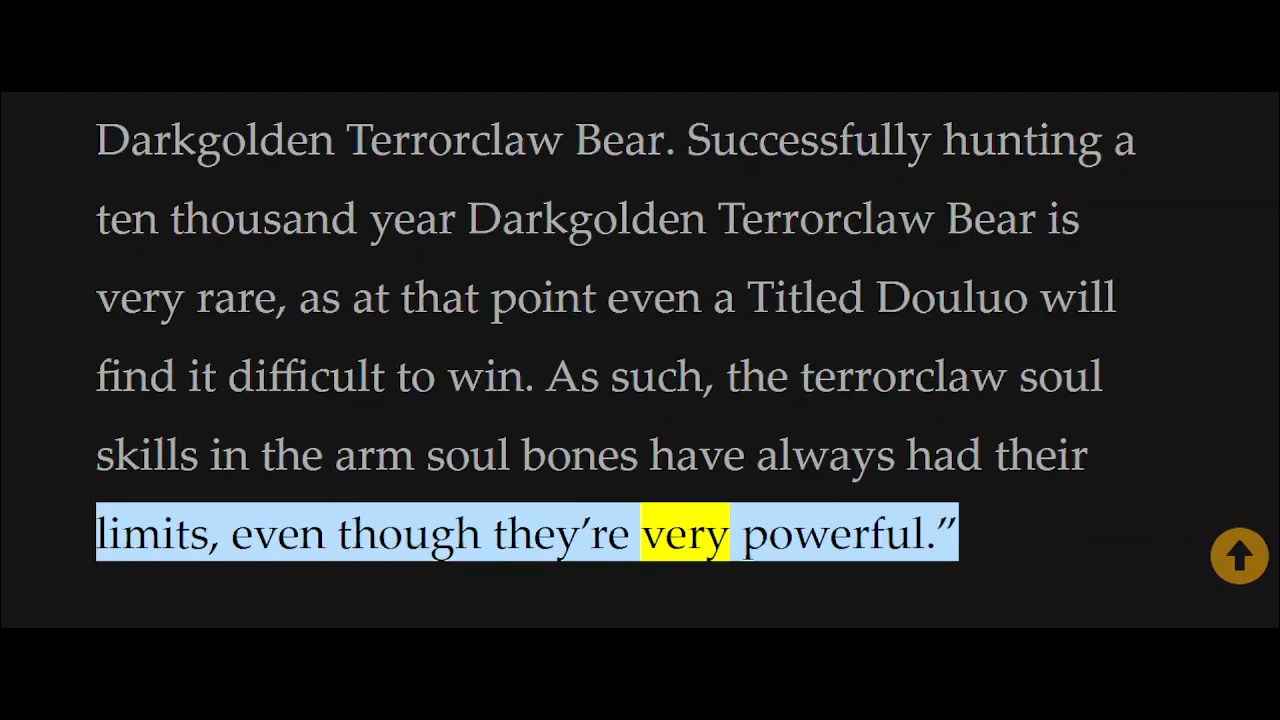 Darkgolden Terrorclaw Bear. Successfully hunting a
ten thousand year Darkgolden Terrorclaw Bear is
very rare, as at that point even a Titled Douluo will
find it difficult to win. As such, the terrorclaw soul
skills in the arm soul bones have always had their
limits, even though they’re very powerful.”